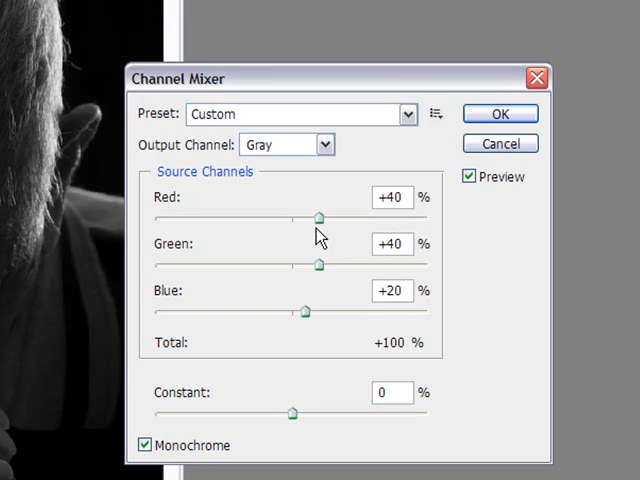 Channel Mixer
Preset: Custom
OK
Output Channel: Gray
Cancel
Source Channels
Preview
Red: +40 %
Green: +40 %
Blue: +20 %
Total: +100 %
Constant: 0 %
Monochrome